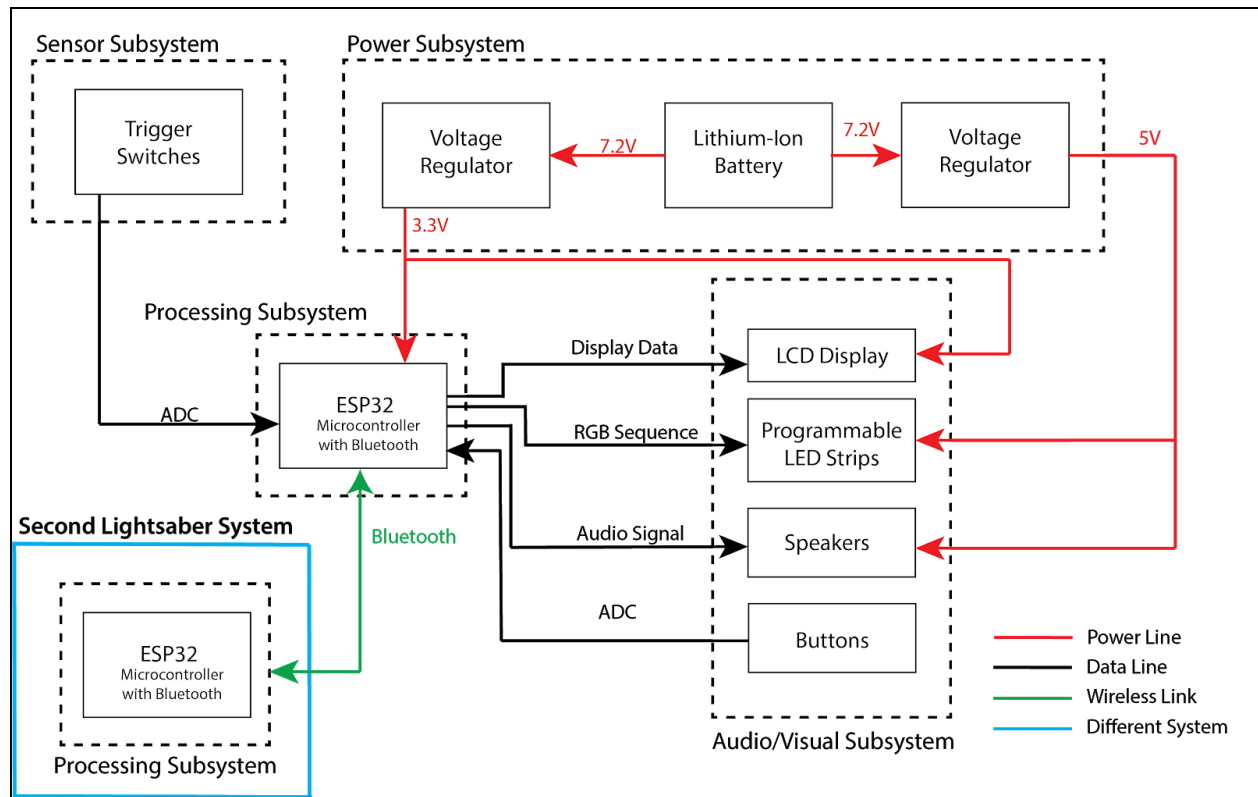 Sensor Subsystem
Power Subsystem
Trigger
Switches
Voltage
Regulator
7.2V
Lithium-Ion
Battery
7.2V
Voltage
Regulator
5V
3.3V
Processing Subsystem
ESP32
Microcontroller
with Bluetooth
ADC
Display Data
LCD Display
RGB Sequence
Programmable
LED Strips
Audio Signal
Speakers
ADC
Buttons
Bluetooth
Second Lightsaber System
ESP32
Microcontroller
with Bluetooth
Processing Subsystem
Audio/Visual Subsystem
Power Line
Data Line
Wireless Link
Different System